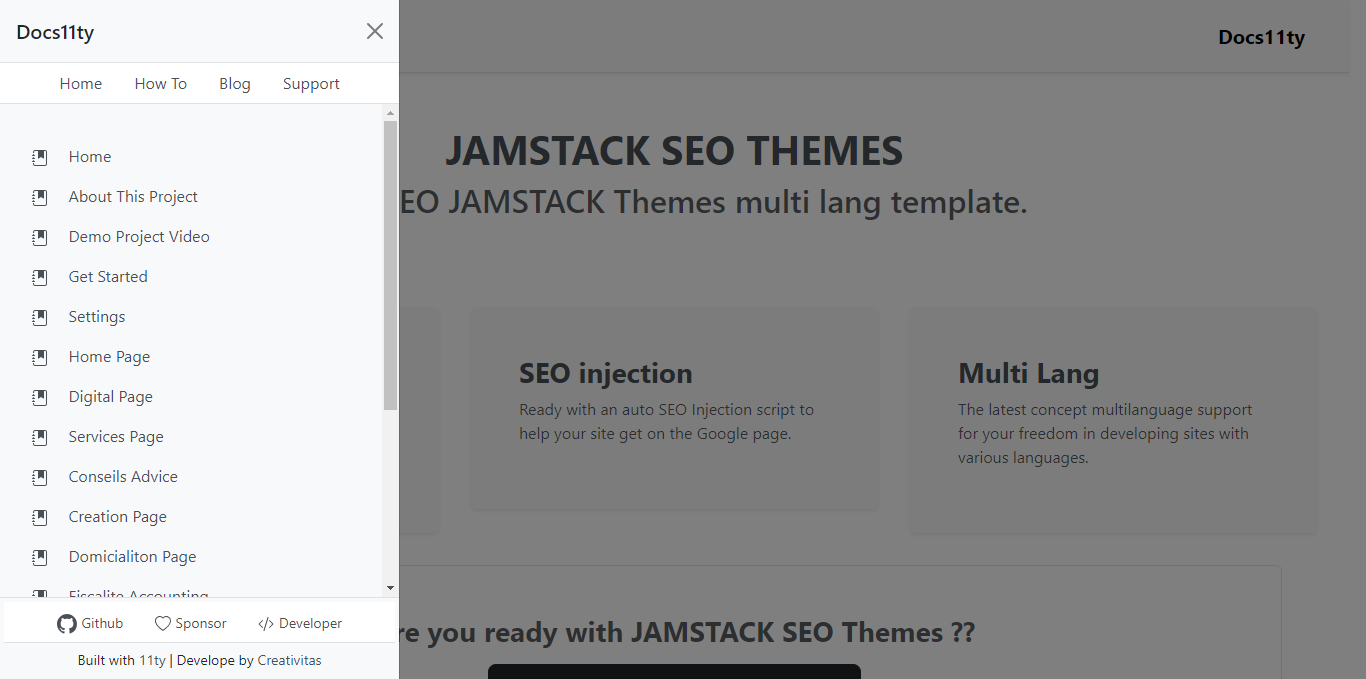 Docs11ty
Home How To Blog Support
Home
About This Project
Demo Project Video
Get Started
Settings
Home Page
Digital Page
Services Page
Conseils Advice
Creation Page
Domicialiton Page
Fiscalite Accounting
Github Sponsor Developer
Built with 11ty | Develope by Creativitas
Docs11ty
JAMSTACK SEO THEMES
EO JAMSTACK Themes multi lang template.
SEO injection
Ready with an auto SEO Injection script to
help your site get on the Google page.
Multi Lang
The latest concept multilanguage support
for your freedom in developing sites with
various languages.
re you ready with JAMSTACK SEO Themes ??